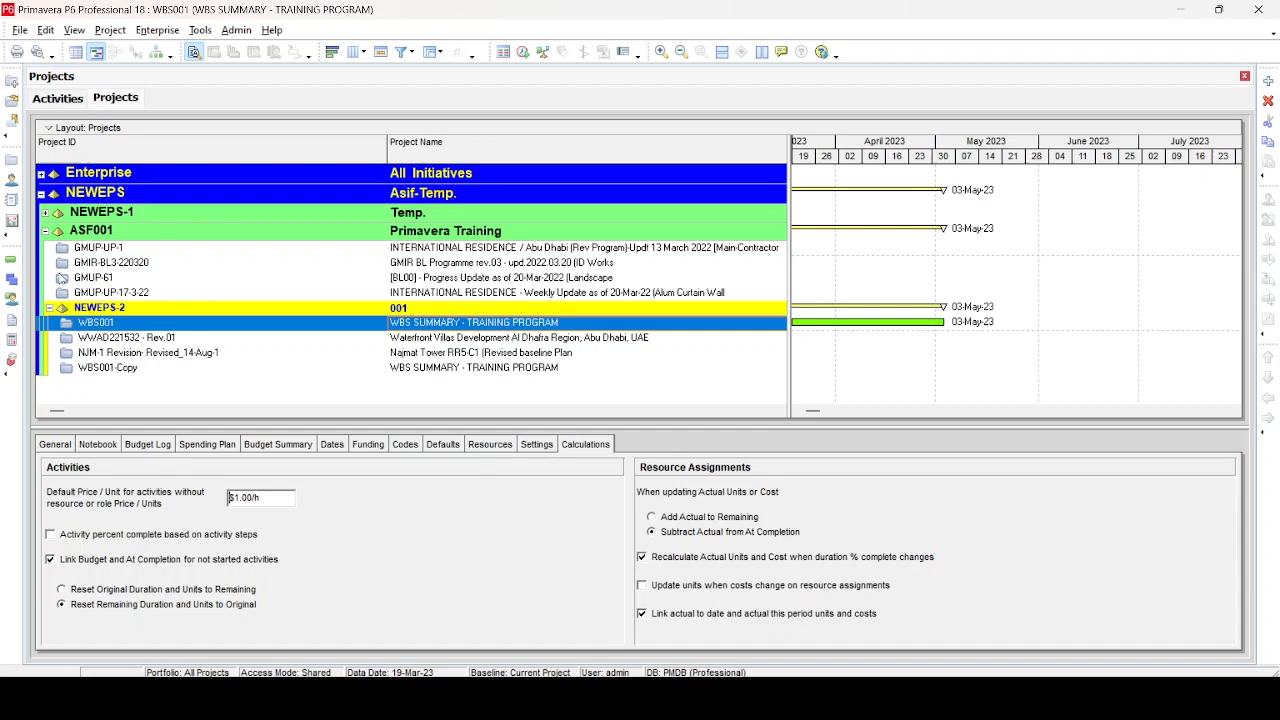 Primavera P6 Professional 18 : WBS001 (WBS SUMMARY - TRAINING PROGRAM)
File Edit View Project Enterprise Tools Admin Help
Projects
Activities Projects
Layout: Projects
Project ID Project Name
023 April 2023 May 2023 June 2023 July 2023
19 26 02 09 16 23 30 07 14 21 28 04 11 18 25 02 09 16 23
Enterprise All Initiatives
NEWEPS Asif-Temp. 03-May-23
NEWEPS-1 Temp.
ASF001 Primavera Training 03-May-23
GMUP-UP-1 INTERNATIONAL RESIDENCE / Abu Dhabi (Rev Program)-Updt 13 March 2022 [Main-Contractor
GMIR-BL3-220320 GMIR BL Programme rev.03 - upd.2022.03.20 (ID Works
GMUP-61 [BL00] - Progress Update as of 20-Mar-2022 (Landscape
GMUP-UP-17-3-22 INTERNATIONAL RESIDENCE - Weekly Update as of 20-Mar-22 (Alum Curtain Wall
NEWEPS-2 001 03-May-23
WBS001 WBS SUMMARY - TRAINING PROGRAM 03-May-23
WWAD221532 - Rev.01 Waterfront Villas Development Al Dhafra Region, Abu Dhabi, UAE
NJM-1 Revision- Revised_14-Aug-1 Najmat Tower RR5-C1 (Revised baseline Plan
WBS001-Copy WBS SUMMARY - TRAINING PROGRAM
General Notebook Budget Log Spending Plan Budget Summary Dates Funding Codes Defaults Resources Settings Calculations
Activities
Default Price / Unit for activities without
resource or role Price / Units
$1.00/h
Activity percent complete based on activity steps
Link Budget and At Completion for not started activities
Reset Original Duration and Units to Remaining
Reset Remaining Duration and Units to Original
Resource Assignments
When updating Actual Units or Cost
Add Actual to Remaining
Subtract Actual from At Completion
Recalculate Actual Units and Cost when duration % complete changes
Update units when costs change on resource assignments
Link actual to date and actual this period units and costs
Portfolio: All Projects Access Mode: Shared Data Date: 19-Mar-23 Baseline: Current Project User: admin DB: PMDB (Professional)